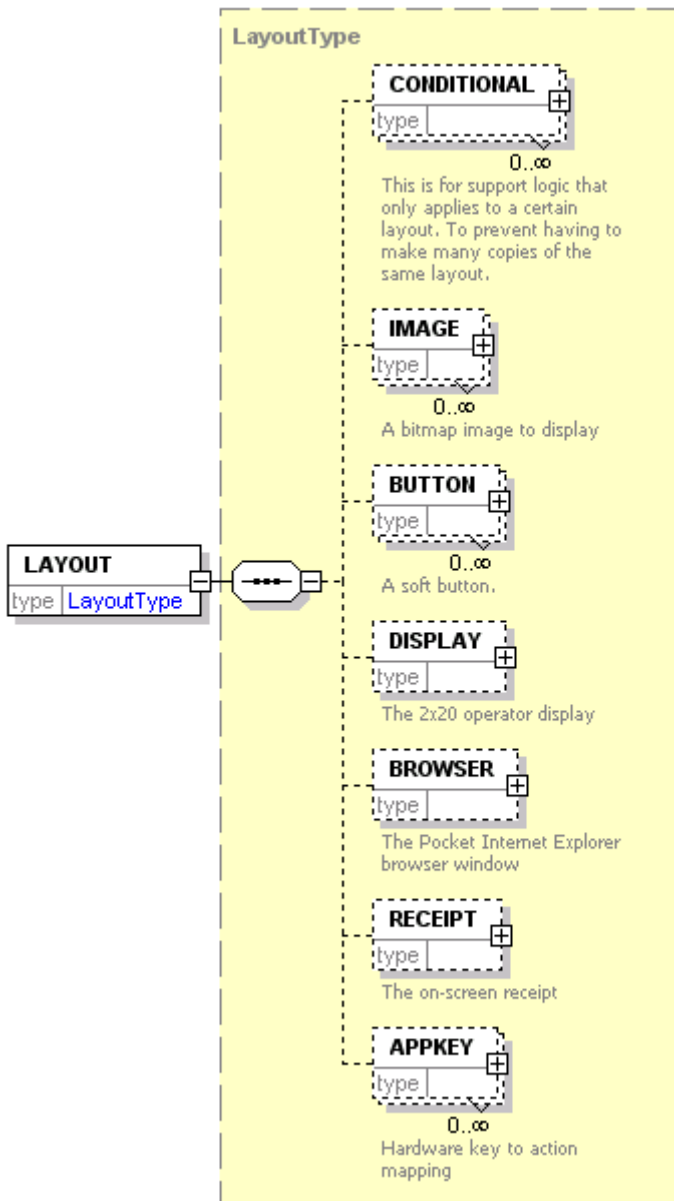 LayoutType
CONDITIONAL
type
0..∞
This is for support logic that
only applies to a certain
layout. To prevent having to
make many copies of the
same layout.
IMAGE
type
0..∞
A bitmap image to display
BUTTON
type
0..∞
A soft button.
LAYOUT
type LayoutType
DISPLAY
type
The 2x20 operator display
BROWSER
type
The Pocket Internet Explorer
browser window
RECEIPT
type
The on-screen receipt
APPKEY
type
0..∞
Hardware key to action
mapping